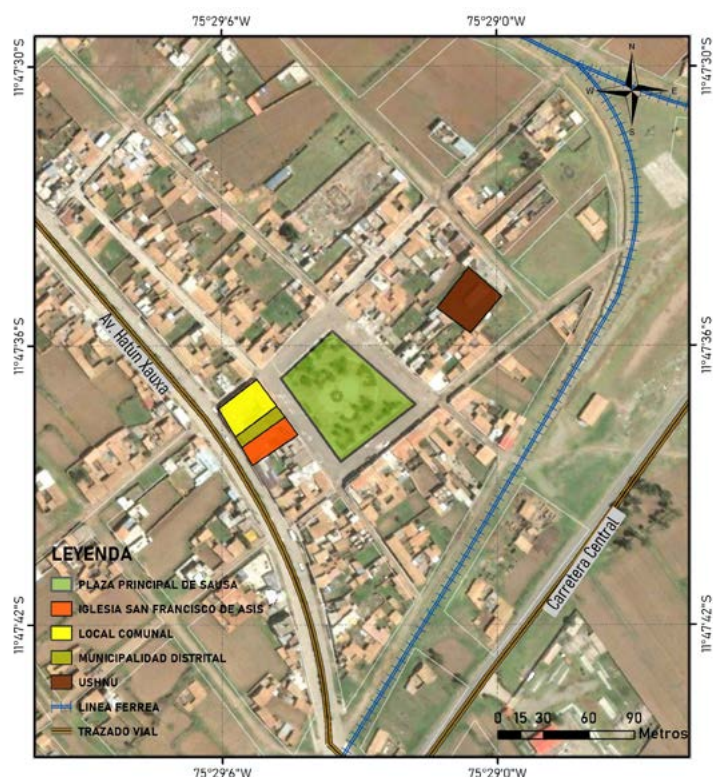 75°29'6"W
75°29'0"W
11°47'30"S
11°47'30"S
N
W
E
S
11°47'36"S
11°47'36"S
Av. Hatun Xauxa
Carretera Central
LEYENDA
PLAZA PRINCIPAL DE SAUSA
IGLESIA SAN FRANCISCO DE ASIS
LOCAL COMUNAL
MUNICIPALIDAD DISTRITAL
USHNU
LINEA FERREA
TRAZADO VIAL
11°47'42"S
11°47'42"S
0 15 30 60 90
Metros
75°29'6"W
75°29'0"W